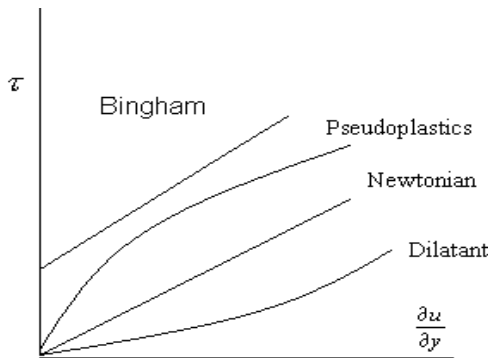 τ
Bingham
Pseudoplastics
Newtonian
Dilatant
∂u
∂y